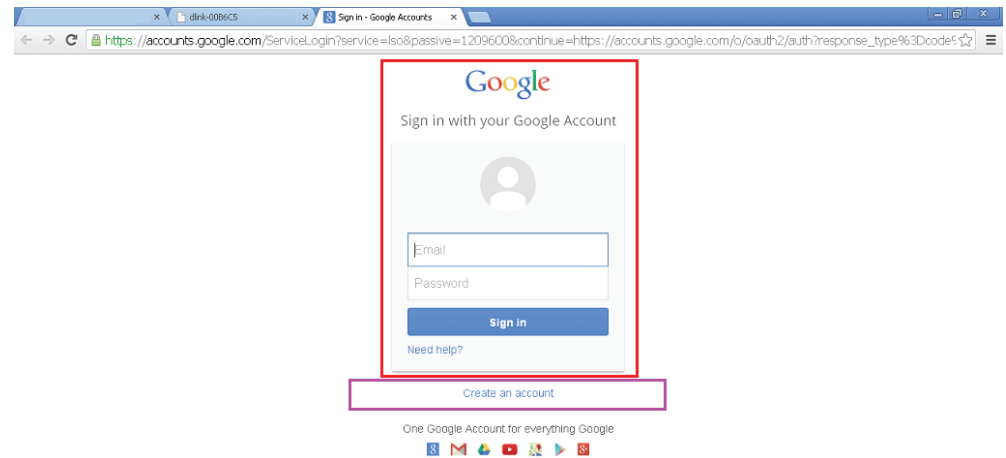 dlink-00B6C5
Sign in - Google Accounts
https://accounts.google.com/ServiceLogin?service=lso&passive=1209600&continue=https://accounts.google.com/o/oauth2/auth?response_type%3Dcode%
Google
Sign in with your Google Account
Email
Password
Sign in
Need help?
Create an account
One Google Account for everything Google